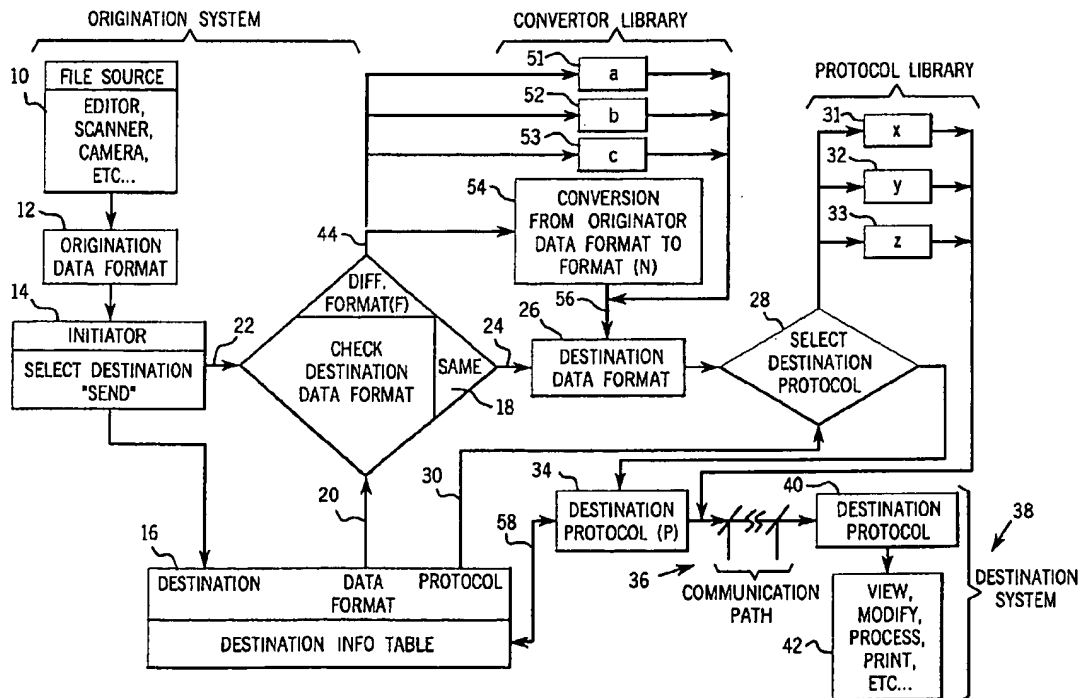 ORIGINATION SYSTEM
10
FILE SOURCE
EDITOR,
SCANNER,
CAMERA,
ETC...
12
ORIGINATION
DATA FORMAT
14
INITIATOR
SELECT DESTINATION
"SEND"
22
44
DIFF.
FORMAT(F)
CHECK
DESTINATION
DATA FORMAT
SAME
18
24
20
16
DESTINATION
DATA
FORMAT
PROTOCOL
DESTINATION INFO TABLE
CONVERTOR LIBRARY
51
a
52
b
53
c
54
CONVERSION
FROM ORIGINATOR
DATA FORMAT TO
FORMAT (N)
56
26
DESTINATION
DATA FORMAT
PROTOCOL LIBRARY
31
x
32
y
33
z
28
SELECT
DESTINATION
PROTOCOL
30
58
34
DESTINATION
PROTOCOL (P)
36
COMMUNICATION
PATH
40
DESTINATION
PROTOCOL
42
VIEW,
MODIFY,
PROCESS,
PRINT,
ETC...
38
DESTINATION
SYSTEM